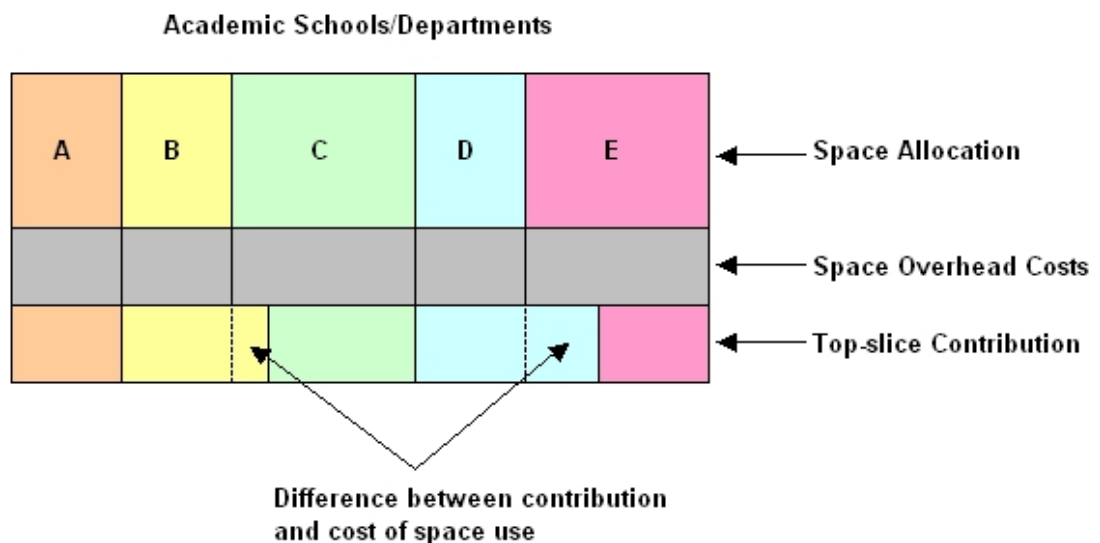 Academic Schools/Departments
A
B
C
D
E
Space Allocation
Space Overhead Costs
Top-slice Contribution
Difference between contribution
and cost of space use